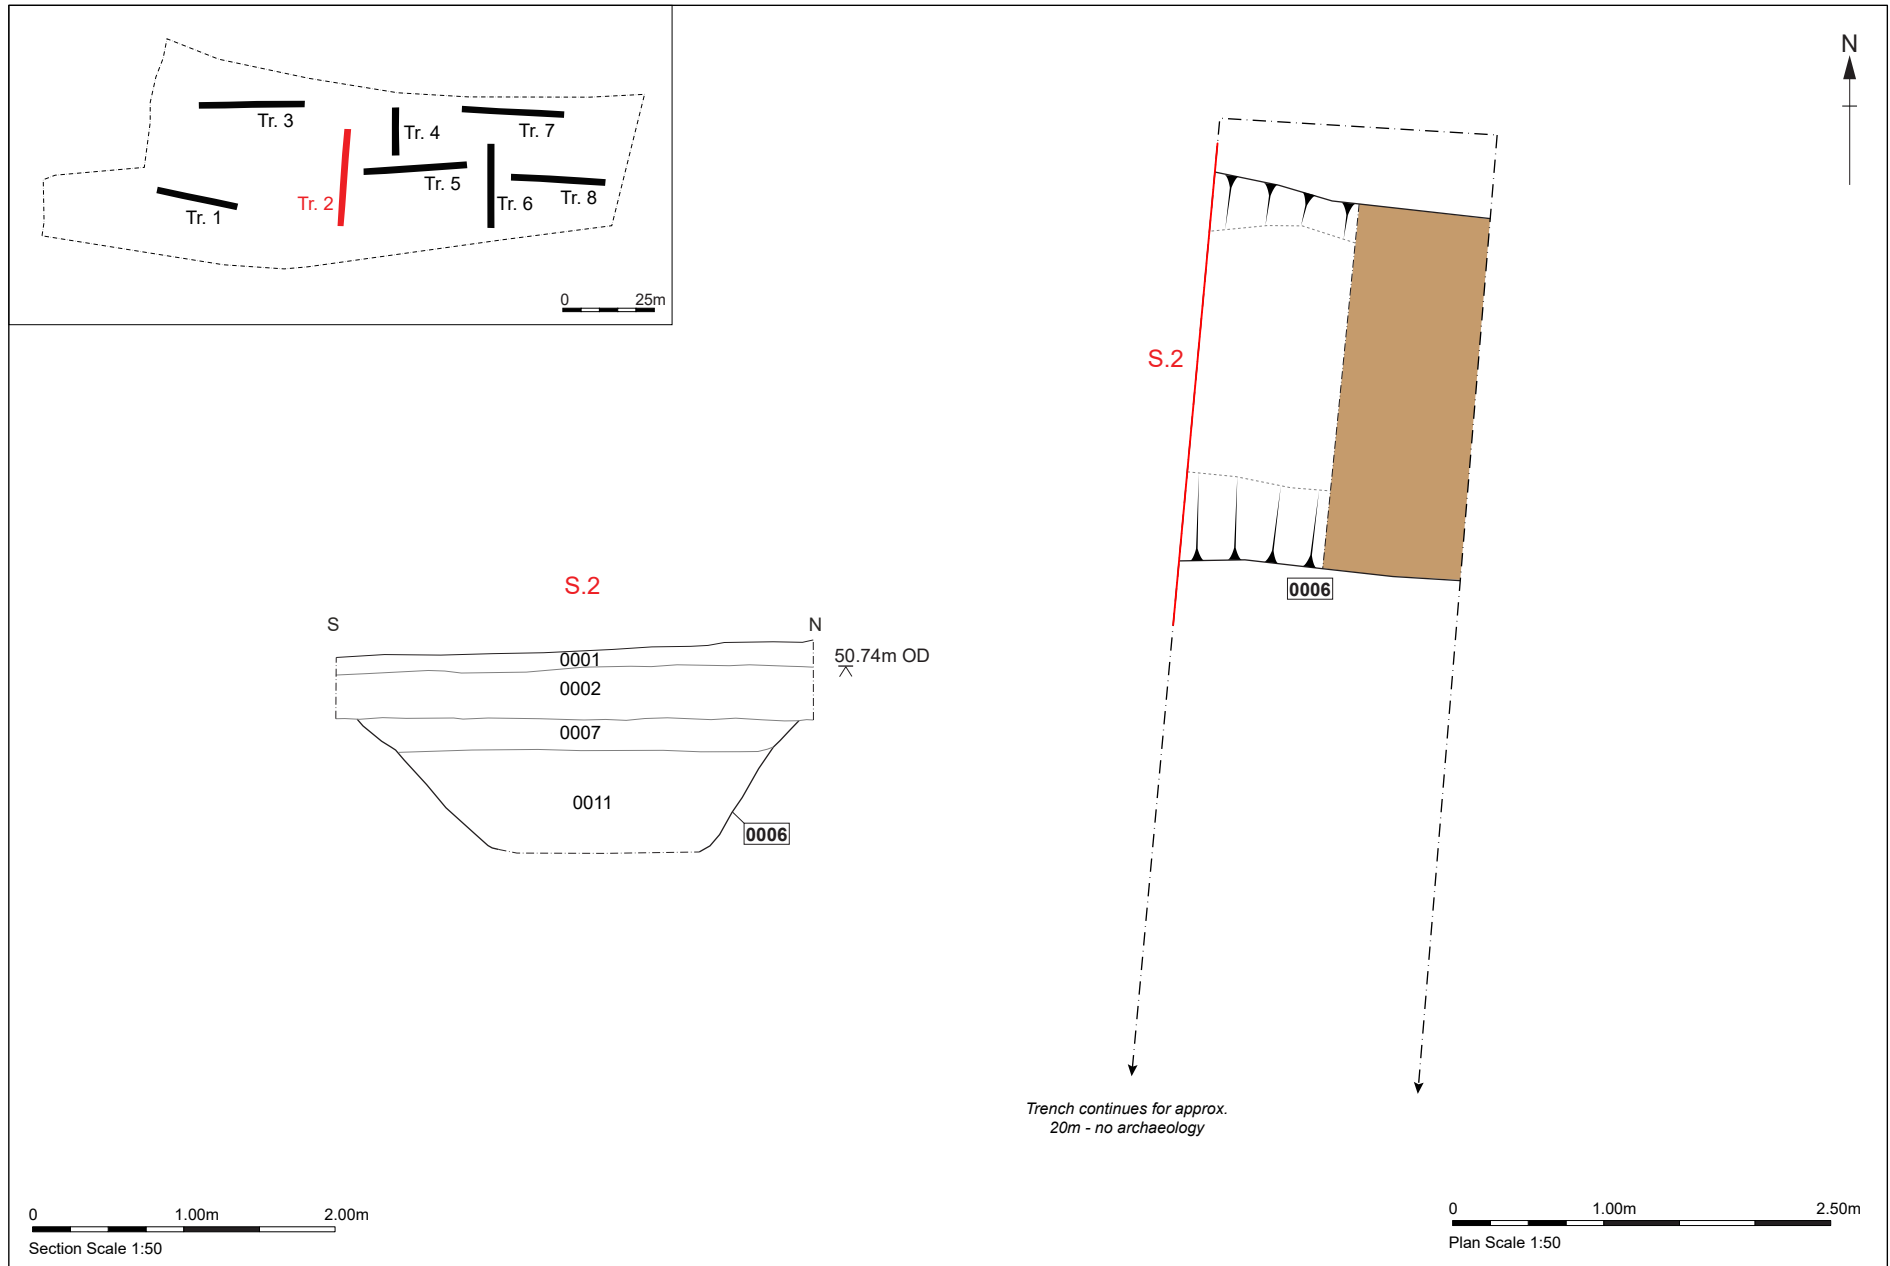 Tr. 3
Tr. 4
Tr. 7
Tr. 5
Tr. 8
Tr. 2
Tr. 6
Tr. 1
0 25m
N
S.2
0006
S.2
S N
50.74m OD
0001
0002
0007
0011
0006
Trench continues for approx.
20m - no archaeology
0 1.00m 2.00m
Section Scale 1:50
0 1.00m 2.50m
Plan Scale 1:50